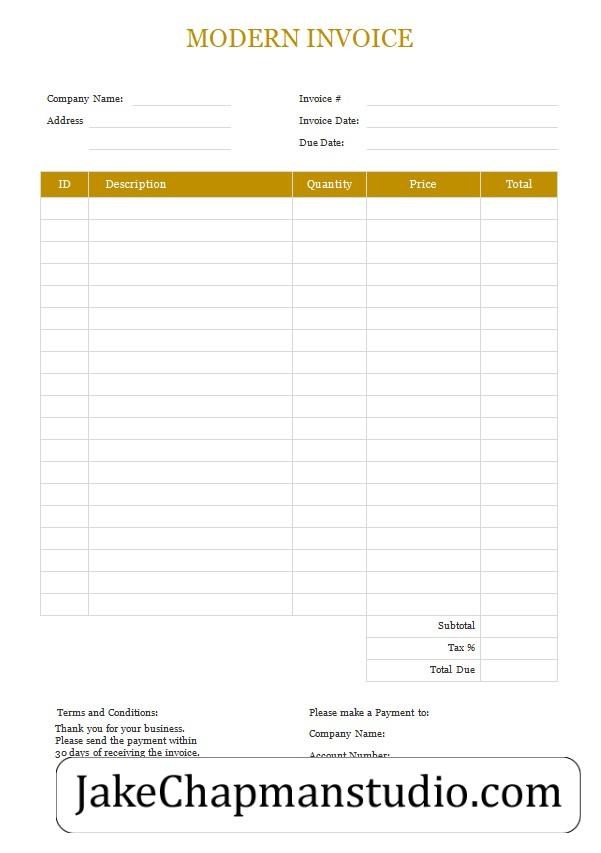 MODERN INVOICE
Company Name:
Address
Invoice #
Invoice Date:
Due Date:
ID Description Quantity Price Total
Subtotal
Tax %
Total Due
Terms and Conditions:
Thank you for your business.
Please send the payment within
30 days of receiving the invoice.
Please make a Payment to:
Company Name:
Account Number:
JakeChapmanstudio.com